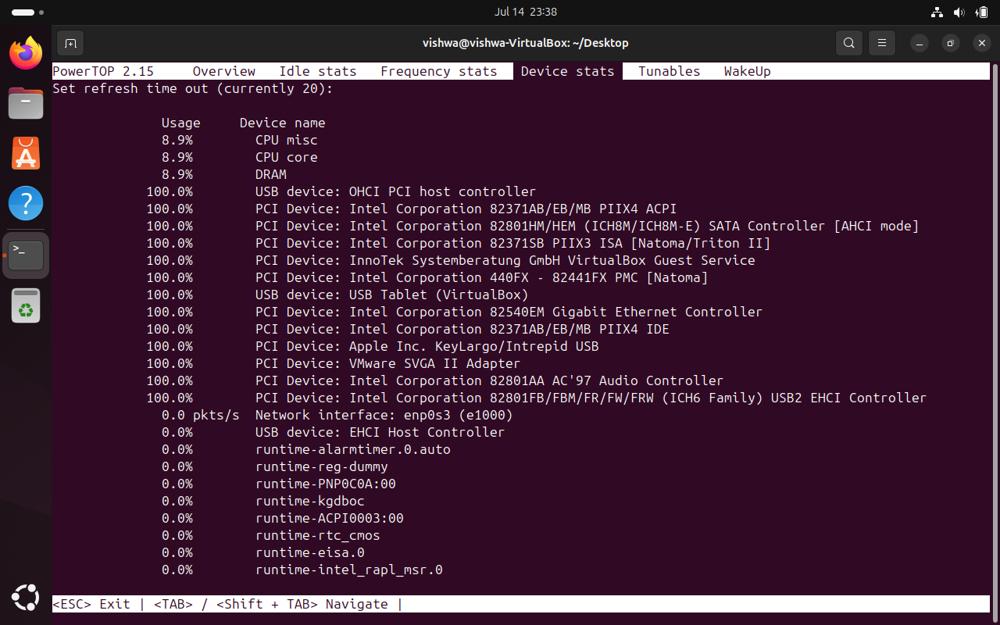 Jul 14 23:38
vishwa@vishwa-VirtualBox: ~/Desktop
PowerTOP 2.15 Overview Idle stats Frequency stats Device stats Tunables WakeUp
Set refresh time out (currently 20):
Usage Device name
8.9% CPU misc
8.9% CPU core
8.9% DRAM
100.0% USB device: OHCI PCI host controller
100.0% PCI Device: Intel Corporation 82371AB/EB/MB PIIX4 ACPI
100.0% PCI Device: Intel Corporation 82801HM/HEM (ICH8M/ICH8M-E) SATA Controller [AHCI mode]
100.0% PCI Device: Intel Corporation 82371SB PIIX3 ISA [Natoma/Triton II]
100.0% PCI Device: InnoTek Systemberatung GmbH VirtualBox Guest Service
100.0% PCI Device: Intel Corporation 440FX - 82441FX PMC [Natoma]
100.0% USB device: USB Tablet (VirtualBox)
100.0% PCI Device: Intel Corporation 82540EM Gigabit Ethernet Controller
100.0% PCI Device: Intel Corporation 82371AB/EB/MB PIIX4 IDE
100.0% PCI Device: Apple Inc. KeyLargo/Intrepid USB
100.0% PCI Device: VMware SVGA II Adapter
100.0% PCI Device: Intel Corporation 82801AA AC'97 Audio Controller
100.0% PCI Device: Intel Corporation 82801FB/FBM/FR/FW/FRW (ICH6 Family) USB2 EHCI Controller
0.0 pkts/s Network interface: enp0s3 (e1000)
0.0% USB device: EHCI Host Controller
0.0% runtime-alarmtimer.0.auto
0.0% runtime-reg-dummy
0.0% runtime-PNP0C0A:00
0.0% runtime-kgdboc
0.0% runtime-ACPI0003:00
0.0% runtime-rtc_cmos
0.0% runtime-eisa.0
0.0% runtime-intel_rapl_msr.0
<ESC> Exit | <TAB> / <Shift + TAB> Navigate |